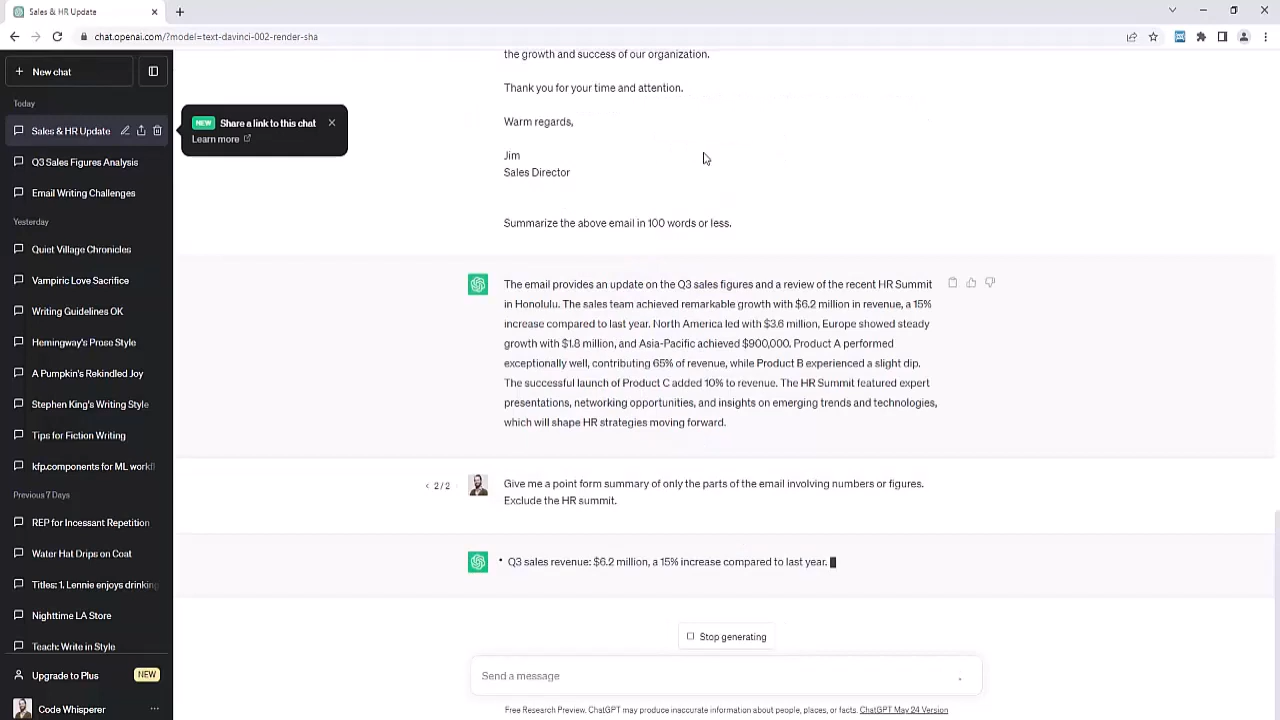 Sales & HR Update
chat.openai.com/?model=text-davinci-002-render-sha
New chat
Today
Sales & HR Update
Q3 Sales Figures Analysis
Email Writing Challenges
Yesterday
Quiet Village Chronicles
Vampiric Love Sacrifice
Writing Guidelines OK
Hemingway's Prose Style
A Pumpkin's Rekindled Joy
Stephen King's Writing Style
Tips for Fiction Writing
kfp.components for ML workfl
Previous 7 Days
REP for Incessant Repetition
Water Hat Drips on Coat
Titles: 1. Lennie enjoys drinking
Nighttime LA Store
Teach: Write in Style
Upgrade to Plus
NEW
Code Whisperer
NEW Share a link to this chat
Learn more
the growth and success of our organization.
Thank you for your time and attention.
Warm regards,
Jim
Sales Director
Summarize the above email in 100 words or less.
The email provides an update on the Q3 sales figures and a review of the recent HR Summit
in Honolulu. The sales team achieved remarkable growth with $6.2 million in revenue, a 15%
increase compared to last year. North America led with $3.6 million, Europe showed steady
growth with $1.8 million, and Asia-Pacific achieved $900,000. Product A performed
exceptionally well, contributing 65% of revenue, while Product B experienced a slight dip.
The successful launch of Product C added 10% to revenue. The HR Summit featured expert
presentations, networking opportunities, and insights on emerging trends and technologies,
which will shape HR strategies moving forward.
2 / 2
Give me a point form summary of only the parts of the email involving numbers or figures.
Exclude the HR summit.
• Q3 sales revenue: $6.2 million, a 15% increase compared to last year.
Stop generating
Send a message
Free Research Preview. ChatGPT may produce inaccurate information about people, places, or facts. ChatGPT May 24 Version